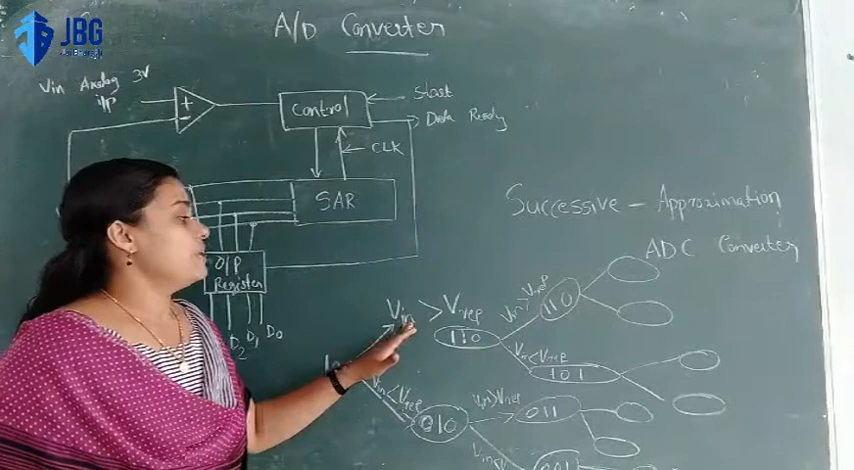 JBG
A/D Converter
Vin Analog 3V
i/p
+
-
Control
Start
Data Ready
CLK
SAR
Successive - Approximation
ADC Converter
O/P
Register
D2 D1 D0
Vin > Vref
Vin > Vref
110
110
Vin < Vref
101
Vin < Vref
010
Vin > Vref
011
001